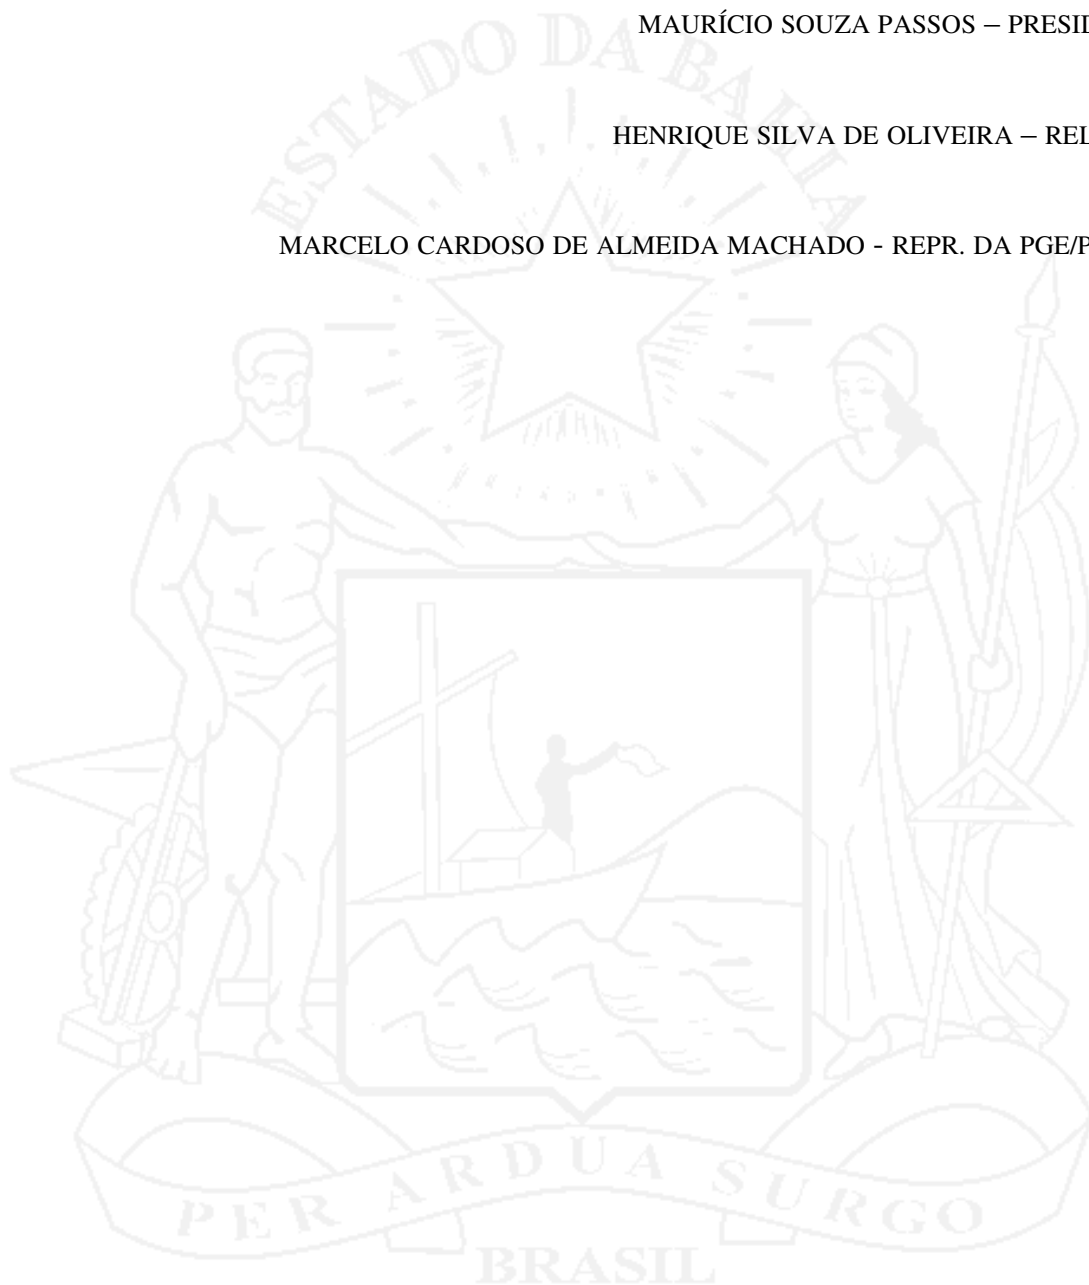 MAURÍCIO SOUZA PASSOS – PRESI
HENRIQUE SILVA DE OLIVEIRA – REL
MARCELO CARDOSO DE ALMEIDA MACHADO - REPR. DA PGE/P
ESTADO DA BAHIA
PER ARDUA SURGO
BRASIL